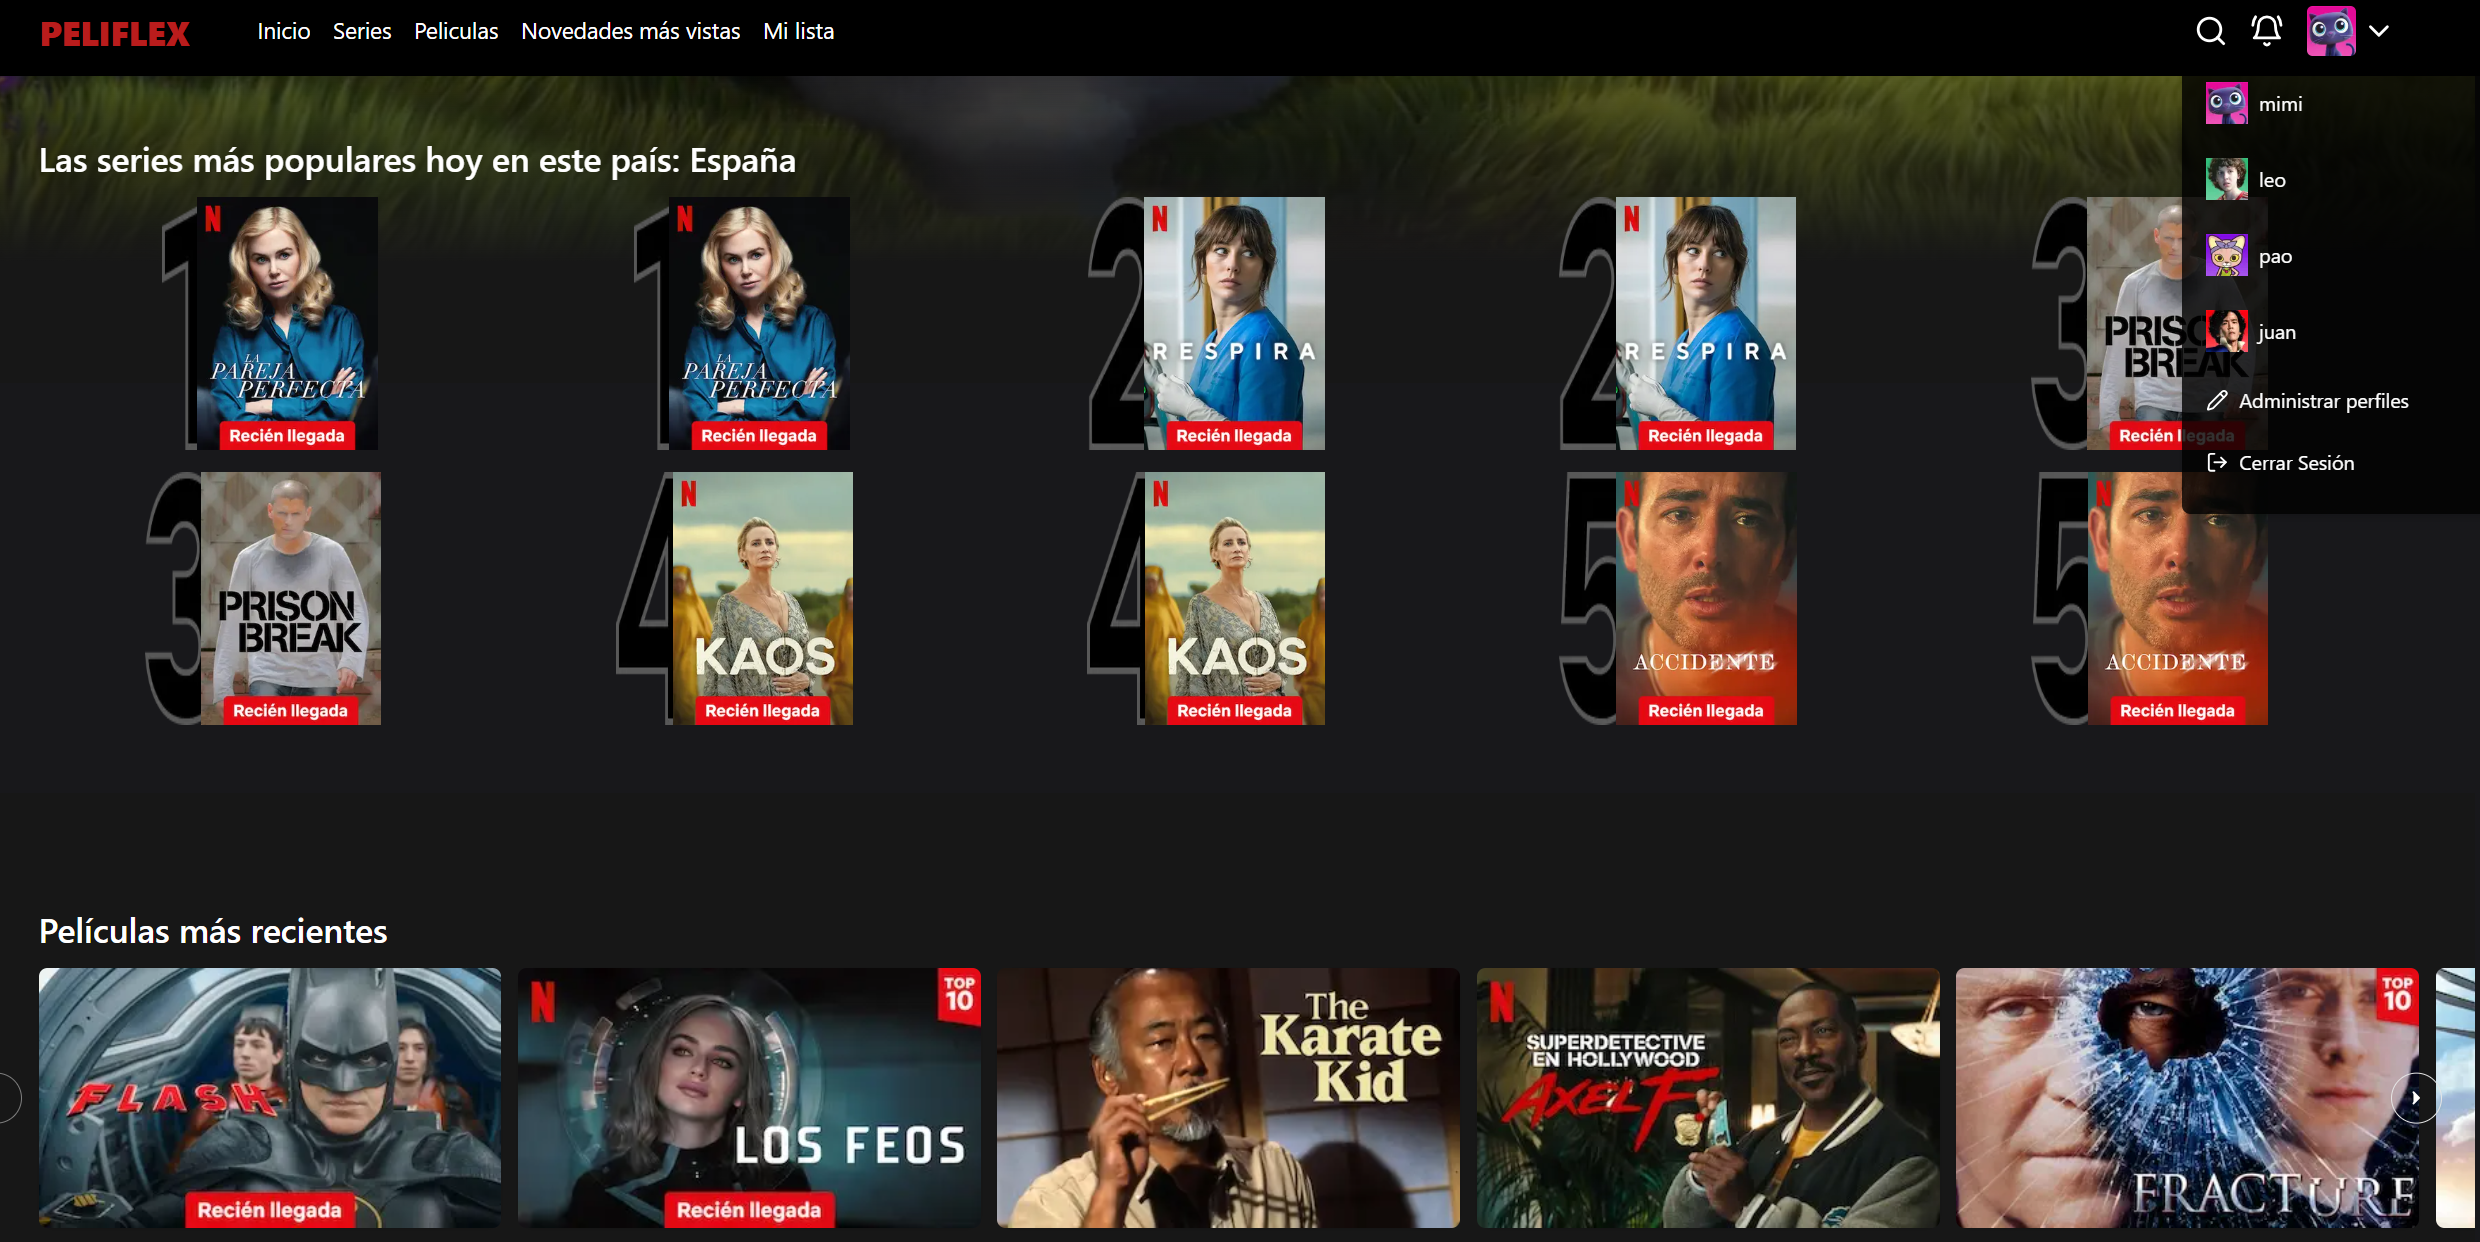 PELIFLEX Inicio Series Peliculas Novedades más vistas Mi lista
mimi
leo
pao
juan
Administrar perfiles
Cerrar Sesión
Las series más populares hoy en este país: España
1 N LA PAREJA PERFECTA Recién llegada
1 N LA PAREJA PERFECTA Recién llegada
2 N RESPIRA Recién llegada
2 N RESPIRA Recién llegada
3 PRISON BREAK Recién llegada
3 PRISON BREAK Recién llegada
4 N KAOS Recién llegada
4 N KAOS Recién llegada
5 N ACCIDENTE Recién llegada
5 N ACCIDENTE Recién llegada
Películas más recientes
FLASH Recién llegada
N TOP 10 LOS FEOS Recién llegada
The Karate Kid
N SUPERDETECTIVE EN HOLLYWOOD AXEL F.
TOP 10 FRACTURE